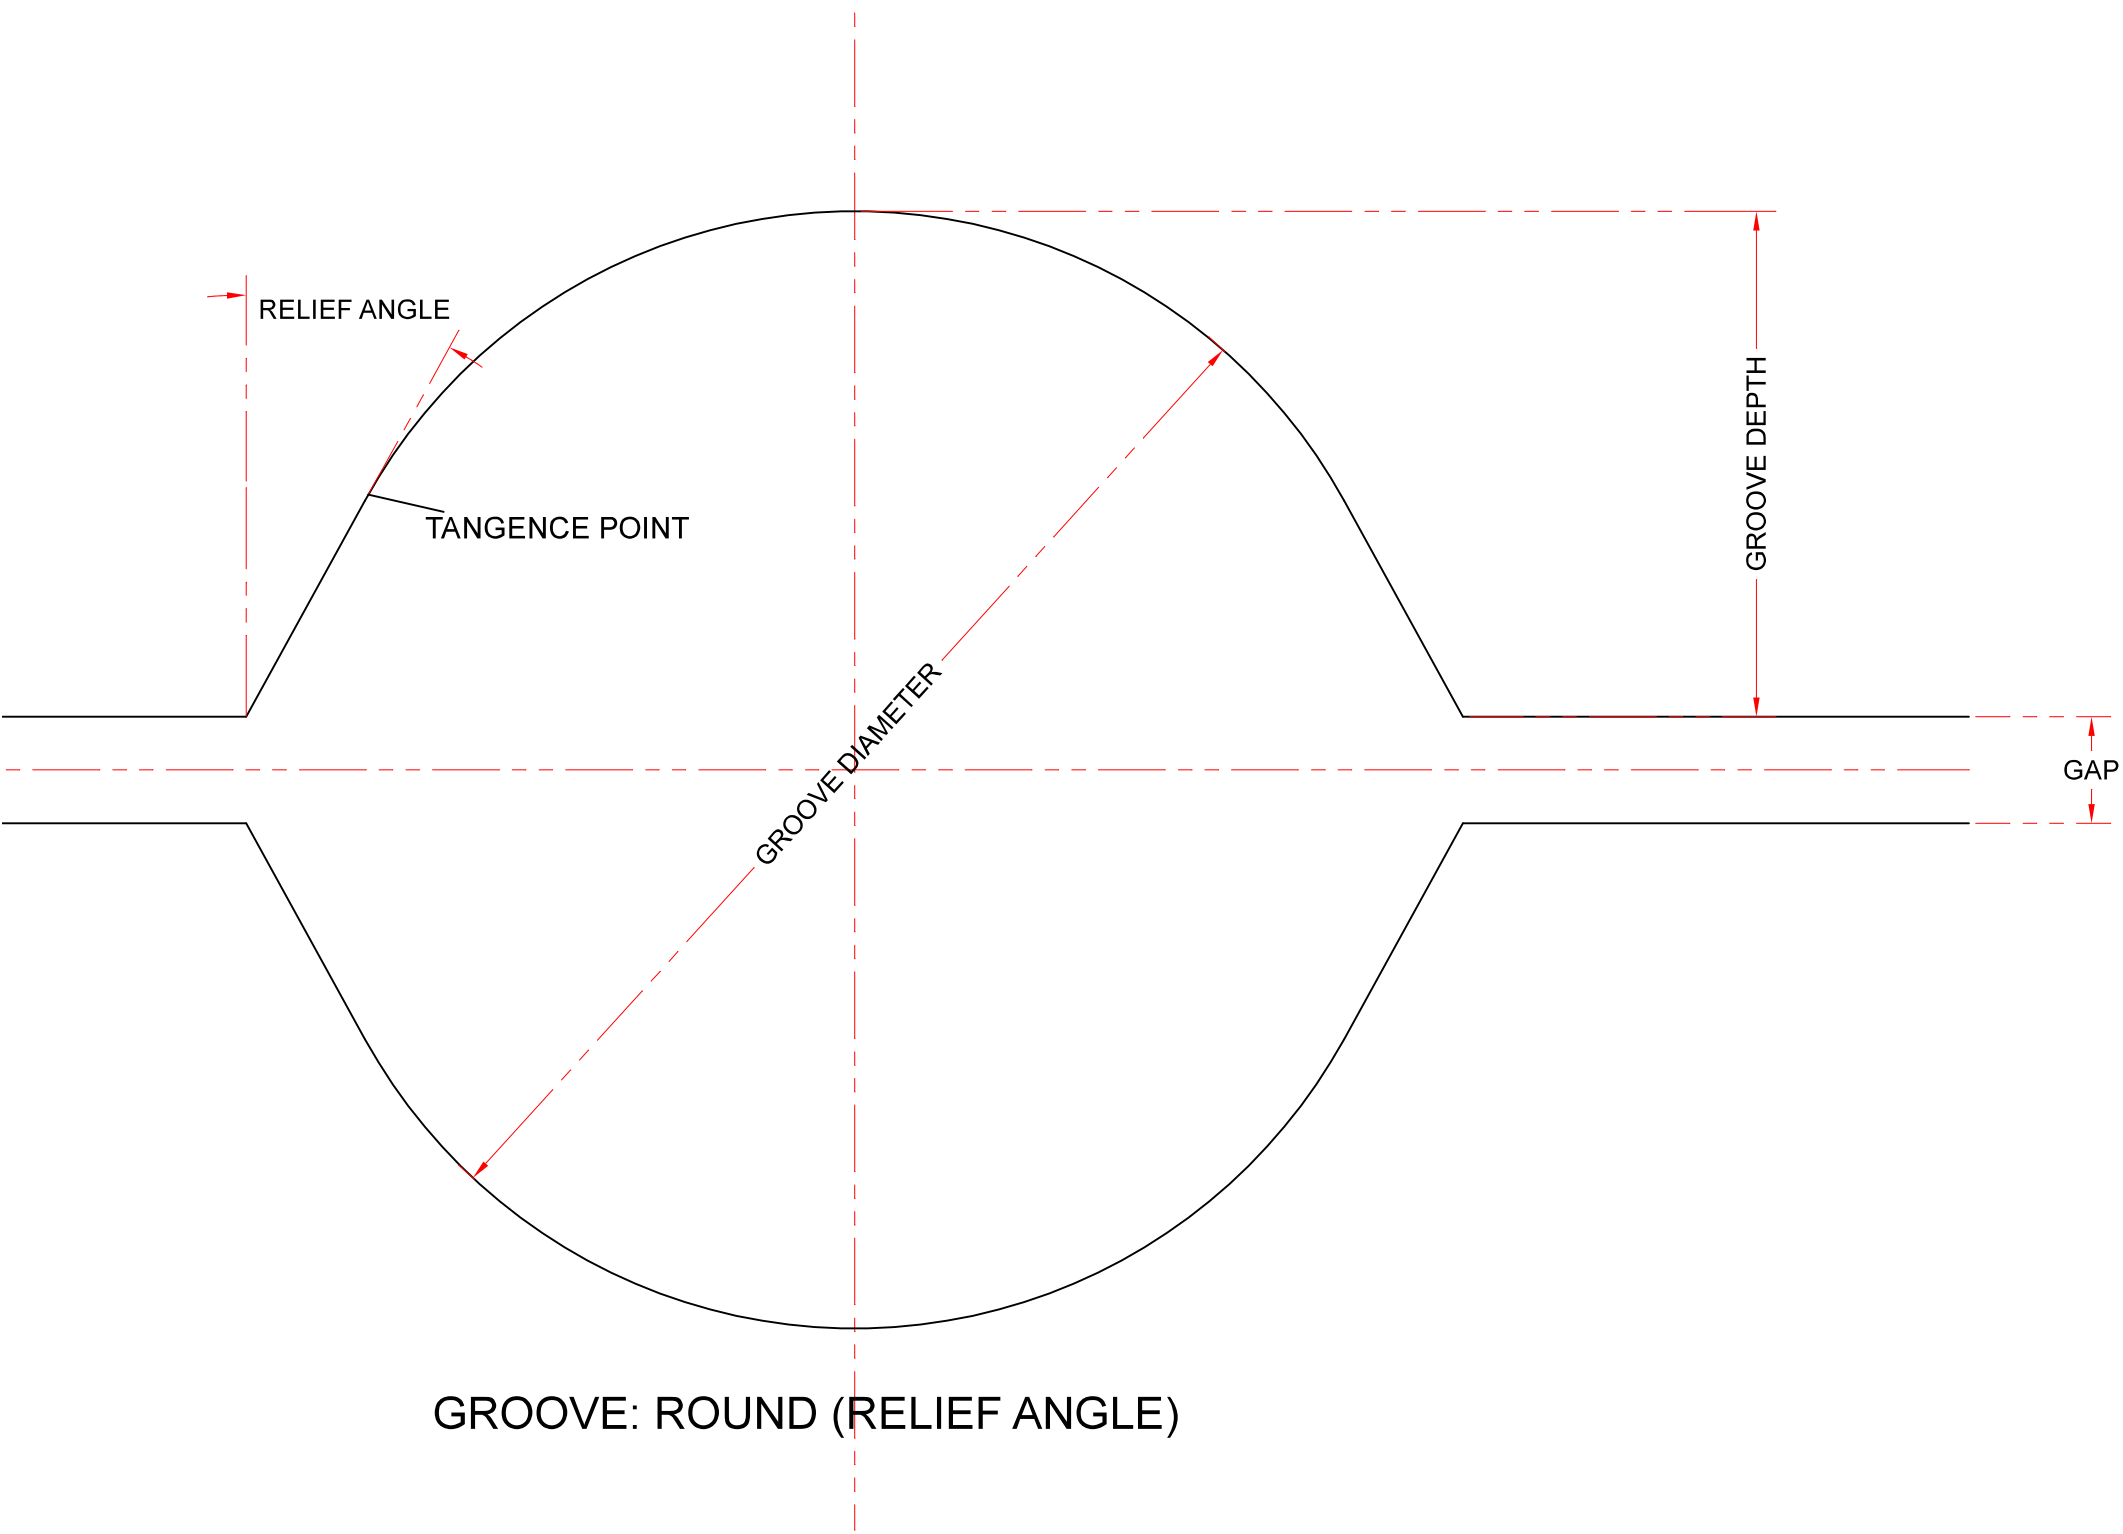 RELIEF ANGLE
GROOVE DEPTH
TANGENCE POINT
GROOVE DIAMETER
GAP
GROOVE: ROUND (RELIEF ANGLE)